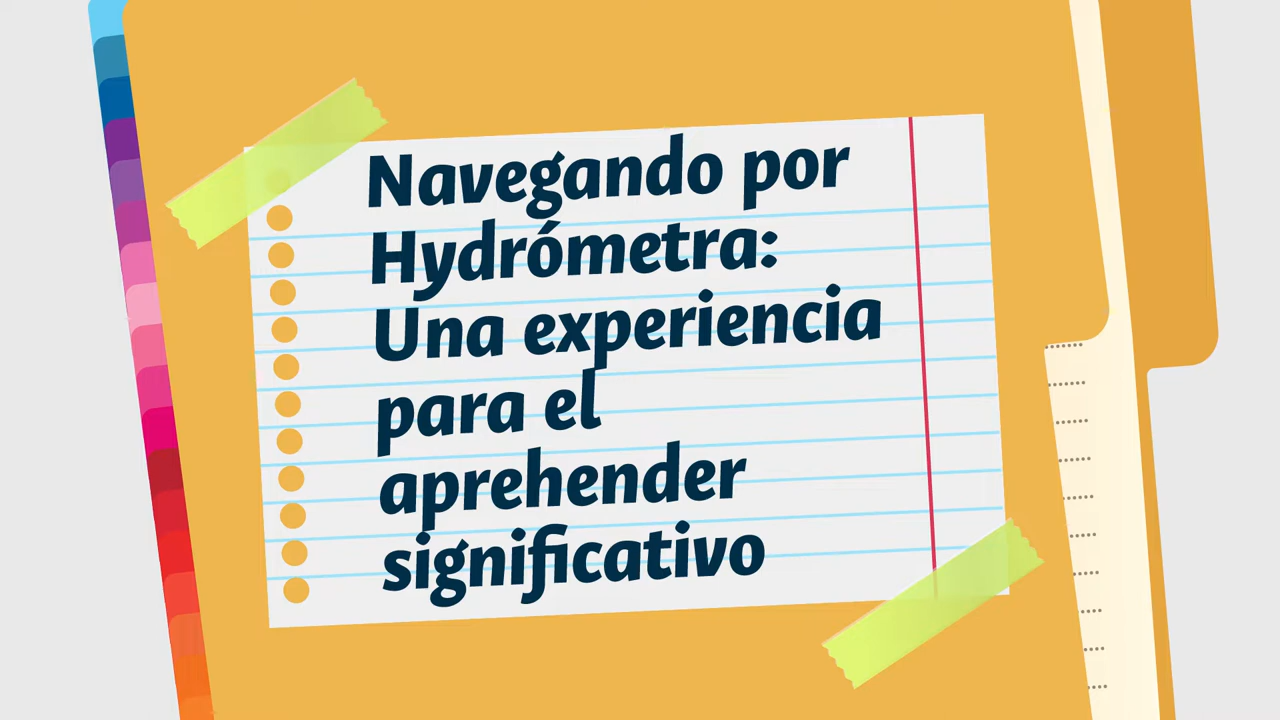 Navegando por
Hydrómetra:
Una experiencia
para el
aprehender
significativo